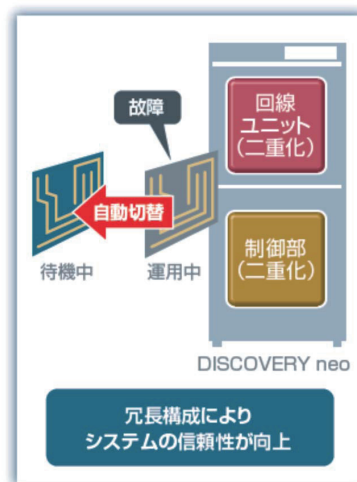 回線
ユニット
(二重化)
故障
自動切替
待機中
運用中
制御部
(二重化)
DISCOVERY neo
冗長構成により
システムの信頼性が向上